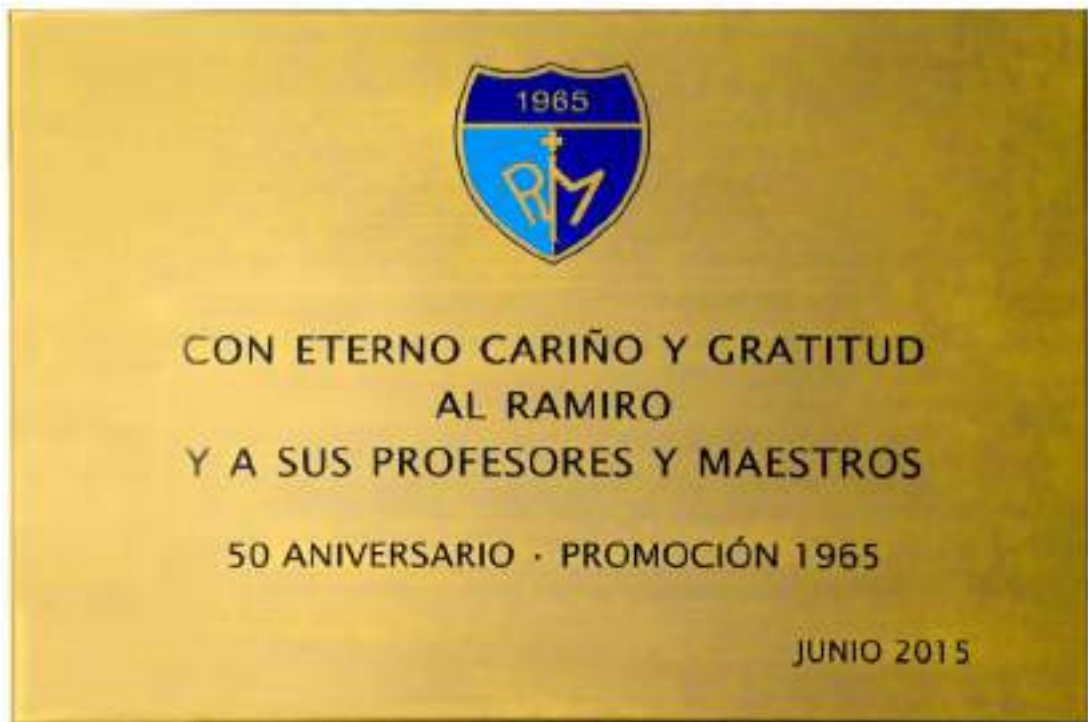 1965
RM
CON ETERNO CARIÑO Y GRATITUD
AL RAMIRO
Y A SUS PROFESORES Y MAESTROS
50 ANIVERSARIO · PROMOCIÓN 1965
JUNIO 2015